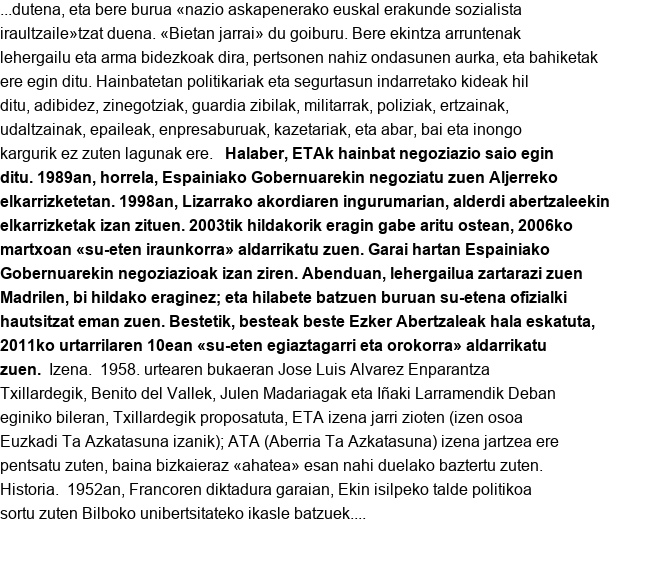 ...dutena, eta bere burua «nazio askapenerako euskal erakunde sozialista
iraultzaile»tzat duena. «Bietan jarrai» du goiburu. Bere ekintza arruntenak
lehergailu eta arma bidezkoak dira, pertsonen nahiz ondasunen aurka, eta bahiketak
ere egin ditu. Hainbatetan politikariak eta segurtasun indarretako kideak hil
ditu, adibidez, zinegotziak, guardia zibilak, militarrak, poliziak, ertzainak,
udaltzainak, epaileak, enpresaburuak, kazetariak, eta abar, bai eta inongo
kargurik ez zuten lagunak ere. Halaber, ETAk hainbat negoziazio saio egin
ditu. 1989an, horrela, Espainiako Gobernuarekin negoziatu zuen Aljerreko
elkarrizketetan. 1998an, Lizarrako akordiaren ingurumarian, alderdi abertzaleekin
elkarrizketak izan zituen. 2003tik hildakorik eragin gabe aritu ostean, 2006ko
martxoan «su-eten iraunkorra» aldarrikatu zuen. Garai hartan Espainiako
Gobernuarekin negoziazioak izan ziren. Abenduan, lehergailua zartarazi zuen
Madrilen, bi hildako eraginez; eta hilabete batzuen buruan su-etena ofizialki
hautsitzat eman zuen. Bestetik, besteak beste Ezker Abertzaleak hala eskatuta,
2011ko urtarrilaren 10ean «su-eten egiaztagarri eta orokorra» aldarrikatu
zuen. Izena. 1958. urtearen bukaeran Jose Luis Alvarez Enparantza
Txillardegik, Benito del Vallek, Julen Madariagak eta Iñaki Larramendik Deban
eginiko bileran, Txillardegik proposatuta, ETA izena jarri zioten (izen osoa
Euzkadi Ta Azkatasuna izanik); ATA (Aberria Ta Azkatasuna) izena jartzea ere
pentsatu zuten, baina bizkaieraz «ahatea» esan nahi duelako baztertu zuten.
Historia. 1952an, Francoren diktadura garaian, Ekin isilpeko talde politikoa
sortu zuten Bilboko unibertsitateko ikasle batzuek....